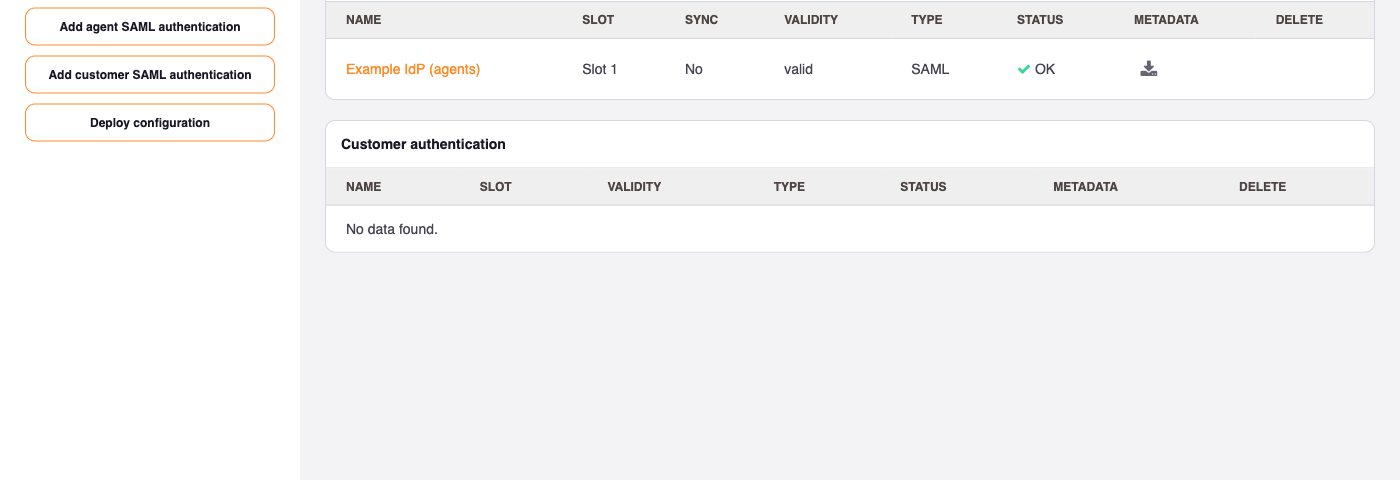 Add agent SAML authentication
Add customer SAML authentication
Deploy configuration
NAME SLOT SYNC VALIDITY TYPE STATUS METADATA DELETE
Example IdP (agents) Slot 1 No valid SAML OK
Customer authentication
NAME SLOT VALIDITY TYPE STATUS METADATA DELETE
No data found.